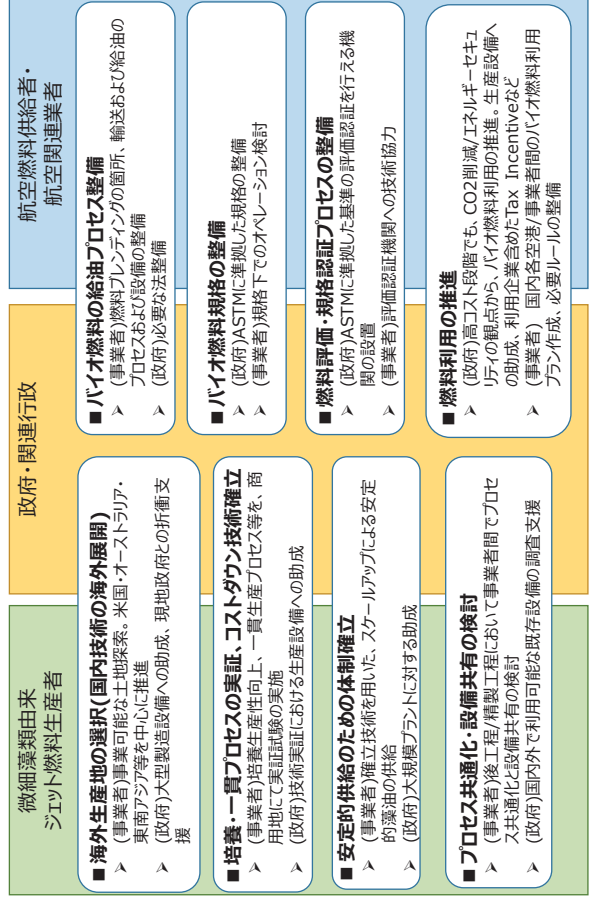 微細藻類由来
ジェット燃料生産者
政府・関連行政
航空燃料供給者・
航空関連業者
■ 海外生産地の選択(国内技術の海外展開)
➢ (事業者)事業可能な土地探索。米国・オーストラリア・
東南アジア等を中心に推進
➢ (政府)大型製造設備への助成、現地政府との折衝支
援
■ 培養・一貫プロセスの実証、コストダウン技術確立
➢ (事業者)培養生産性向上、一貫生産プロセス等を、商
用地にて実証試験の実施
➢ (政府)技術実証における生産設備への助成
■ 安定的供給のための体制確立
➢ (事業者)確立技術を用いた、スケールアップによる安定
的藻油の供給
➢ (政府)大規模プラントに対する助成
■ プロセス共通化・設備共有の検討
➢ (事業者)後工程/精製工程において事業者間でプロセ
ス共通化と設備共有の検討
➢ (政府)国内外で利用可能な既存設備の調査支援
■ バイオ燃料の給油プロセス整備
➢ (事業者)燃料ブレンディングの箇所、輸送および給油の
プロセスおよび設備の整備
➢ (政府)必要な法整備
■ バイオ燃料規格の整備
➢ (政府)ASTMに準拠した規格の整備
➢ (事業者)規格下でのオペレーション検討
■ 燃料評価・規格認証プロセスの整備
➢ (政府)ASTMに準拠した基準の評価認証を行える機
関の設置
➢ (事業者)評価認証機関への技術協力
■ 燃料利用の推進
➢ (政府)高コスト段階でも、CO2削減/エネルギーセキュ
リティの観点から、バイオ燃料利用の推進。生産設備へ
の助成、利用企業含めたTax Incentiveなど
➢ (事業者) 国内各空港/事業者間のバイオ燃料利用
プラン作成、必要ルールの整備